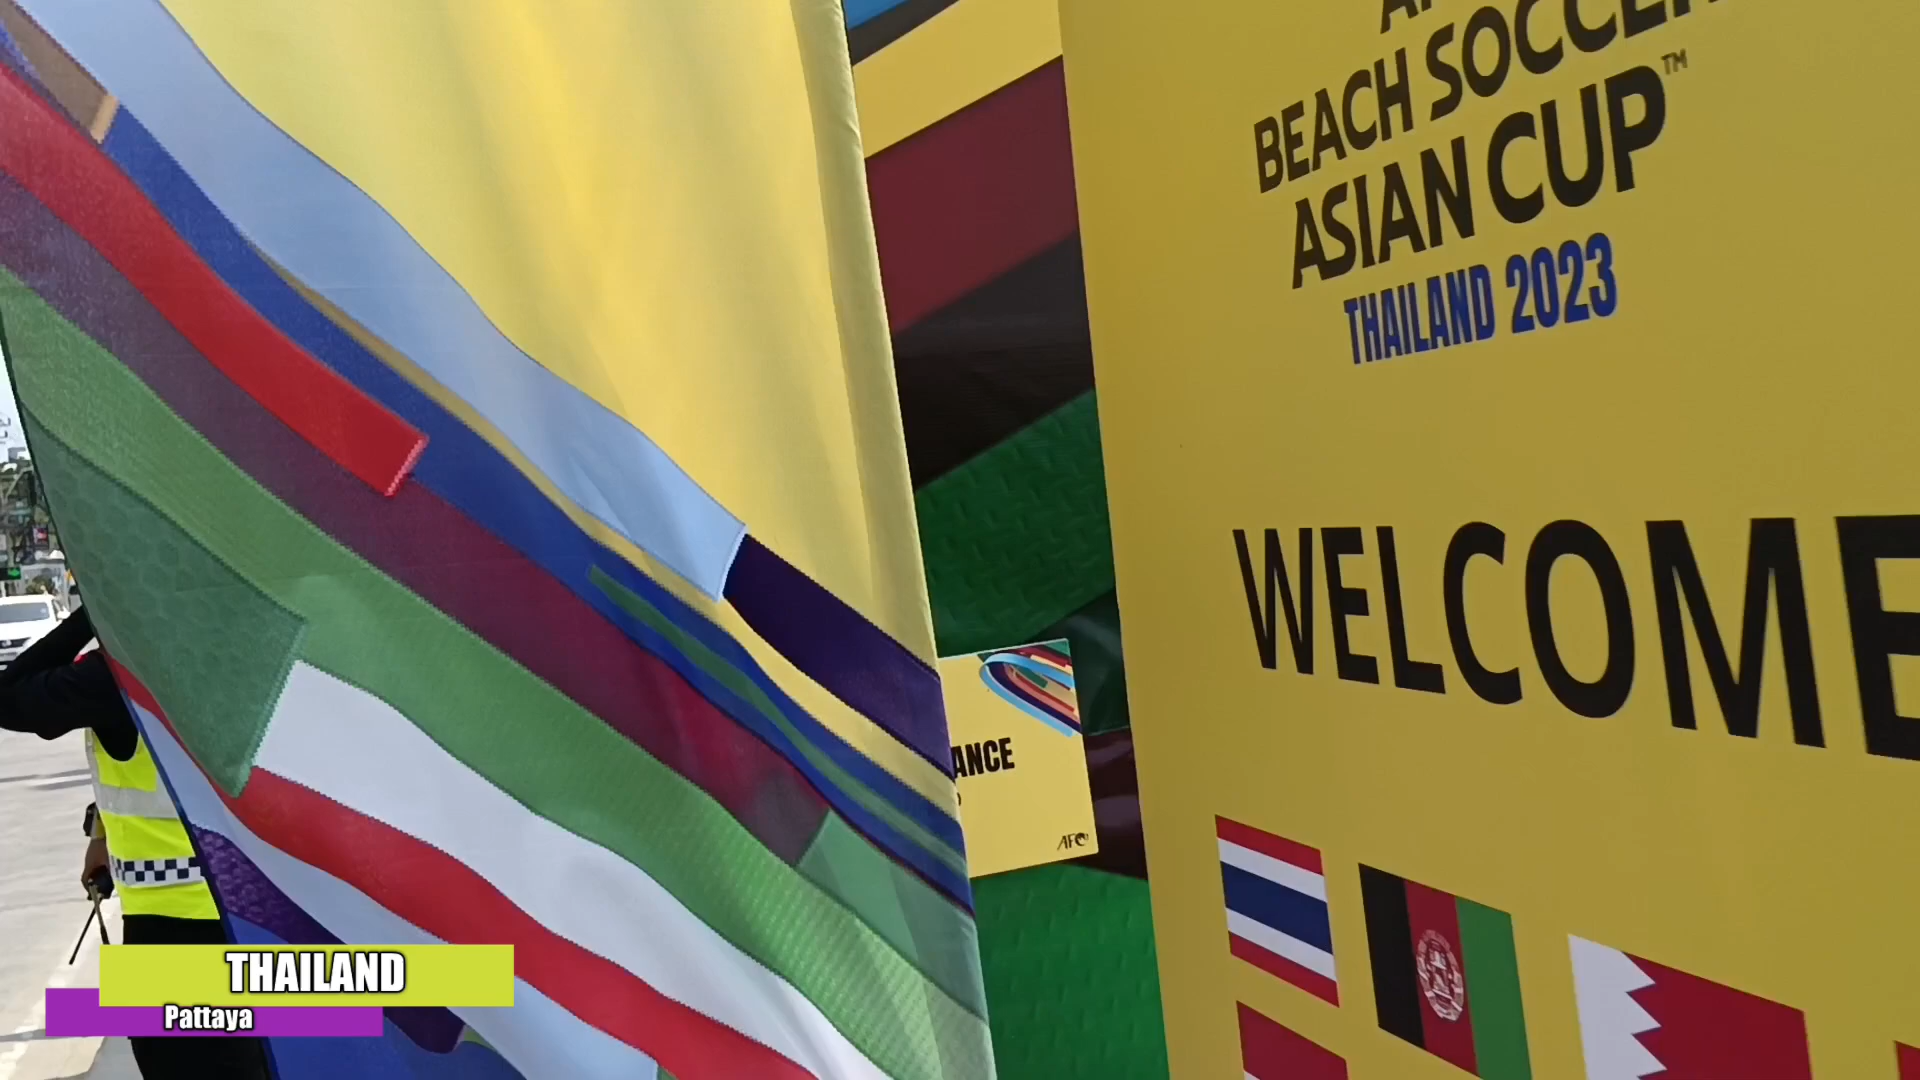 BEACH SOCCER
ASIAN CUP™
THAILAND 2023
WELCOME
ANCE
AFC
THAILAND
Pattaya